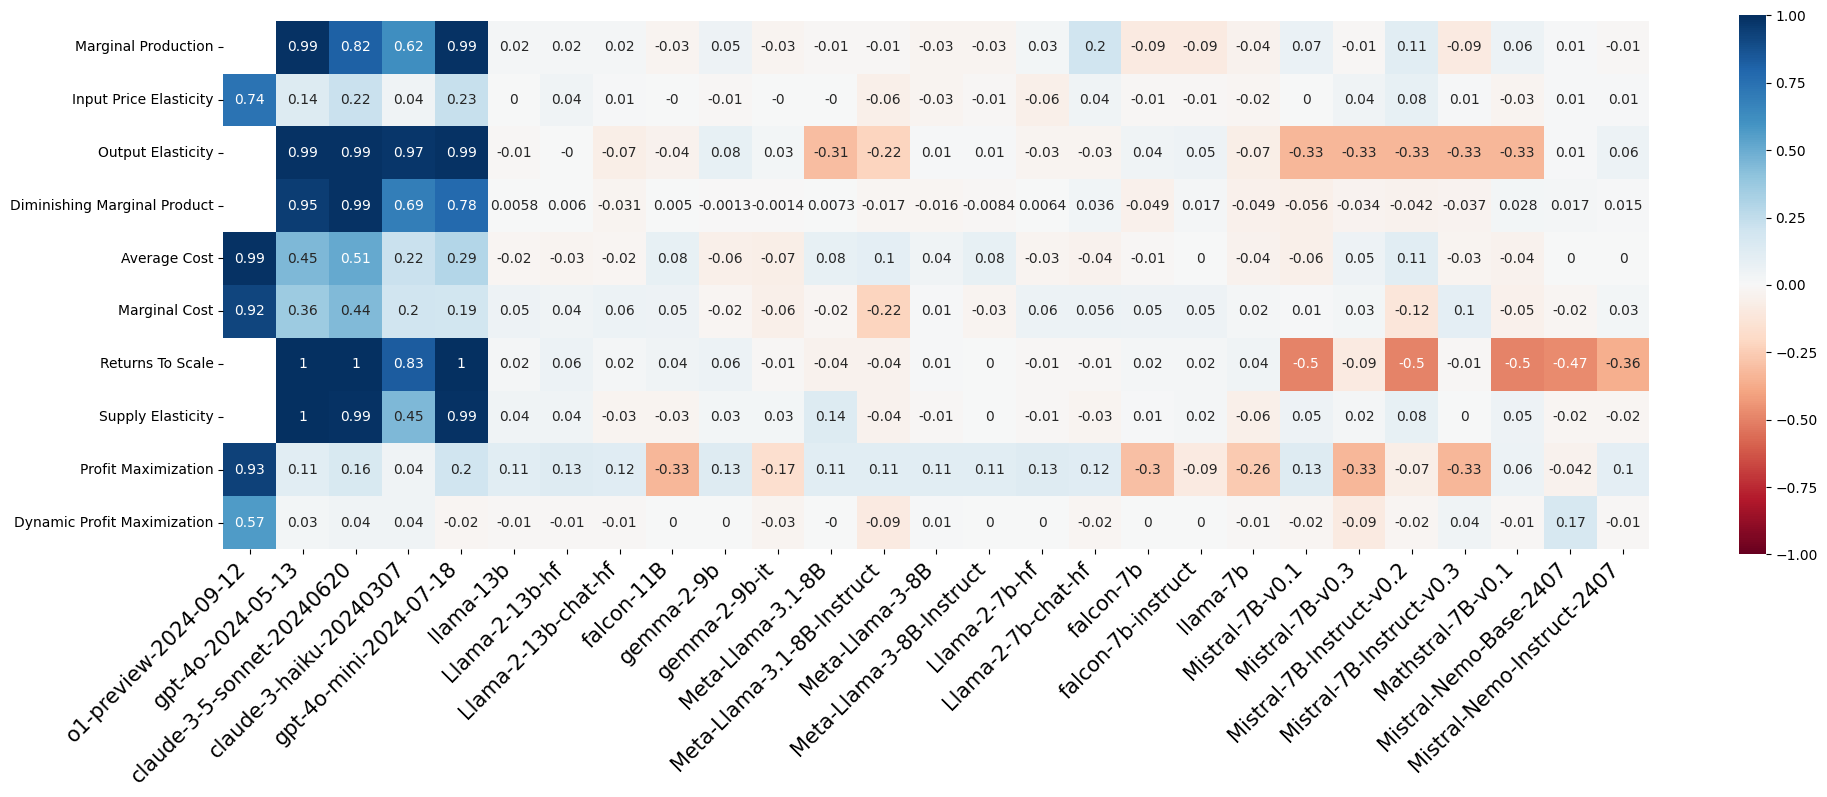 Marginal Production 0.99 0.82 0.62 0.99 0.02 0.02 0.02 -0.03 0.05 -0.03 -0.01 -0.01 -0.03 -0.03 0.03 0.2 -0.09 -0.09 -0.04 0.07 -0.01 0.11 -0.09 0.06 0.01 -0.01
Input Price Elasticity 0.74 0.14 0.22 0.04 0.23 0 0.04 0.01 -0 -0.01 -0 -0 -0.06 -0.03 -0.01 -0.06 0.04 -0.01 -0.01 -0.02 0 0.04 0.08 0.01 -0.03 0.01 0.01
Output Elasticity 0.99 0.99 0.97 0.99 -0.01 -0 -0.07 -0.04 0.08 0.03 -0.31 -0.22 0.01 0.01 -0.03 -0.03 0.04 0.05 -0.07 -0.33 -0.33 -0.33 -0.33 -0.33 0.01 0.06
Diminishing Marginal Product 0.95 0.99 0.69 0.78 0.0058 0.006 -0.031 0.005 -0.0013 -0.0014 0.0073 -0.017 -0.016 -0.0084 0.0064 0.036 -0.049 0.017 -0.049 -0.056 -0.034 -0.042 -0.037 0.028 0.017 0.015
Average Cost 0.99 0.45 0.51 0.22 0.29 -0.02 -0.03 -0.02 0.08 -0.06 -0.07 0.08 0.1 0.04 0.08 -0.03 -0.04 -0.01 0 -0.04 -0.06 0.05 0.11 -0.03 -0.04 0 0
Marginal Cost 0.92 0.36 0.44 0.2 0.19 0.05 0.04 0.06 0.05 -0.02 -0.06 -0.02 -0.22 0.01 -0.03 0.06 0.056 0.05 0.05 0.02 0.01 0.03 -0.12 0.1 -0.05 -0.02 0.03
Returns To Scale 1 1 0.83 1 0.02 0.06 0.02 0.04 0.06 -0.01 -0.04 -0.04 0.01 0 -0.01 -0.01 0.02 0.02 0.04 -0.5 -0.09 -0.5 -0.01 -0.5 -0.47 -0.36
Supply Elasticity 1 0.99 0.45 0.99 0.04 0.04 -0.03 -0.03 0.03 0.03 0.14 -0.04 -0.01 0 -0.01 -0.03 0.01 0.02 -0.06 0.05 0.02 0.08 0 0.05 -0.02 -0.02
Profit Maximization 0.93 0.11 0.16 0.04 0.2 0.11 0.13 0.12 -0.33 0.13 -0.17 0.11 0.11 0.11 0.11 0.13 0.12 -0.3 -0.09 -0.26 0.13 -0.33 -0.07 -0.33 0.06 -0.042 0.1
Dynamic Profit Maximization 0.57 0.03 0.04 0.04 -0.02 -0.01 -0.01 -0.01 0 0 -0.03 -0 -0.09 0.01 0 0 -0.02 0 0 -0.01 -0.02 -0.09 -0.02 0.04 -0.01 0.17 -0.01
o1-preview-2024-09-12
gpt-4o-2024-05-13
claude-3-5-sonnet-20240620
claude-3-haiku-20240307
gpt-4o-mini-2024-07-18
llama-13b
Llama-2-13b-hf
Llama-2-13b-chat-hf
falcon-11B
gemma-2-9b
gemma-2-9b-it
Meta-Llama-3.1-8B
Meta-Llama-3.1-8B-Instruct
Meta-Llama-3-8B
Meta-Llama-3-8B-Instruct
Llama-2-7b-hf
Llama-2-7b-chat-hf
falcon-7b
falcon-7b-instruct
llama-7b
Mistral-7B-v0.1
Mistral-7B-v0.3
Mistral-7B-Instruct-v0.2
Mistral-7B-Instruct-v0.3
Mathstral-7B-v0.1
Mistral-Nemo-Base-2407
Mistral-Nemo-Instruct-2407
1.00
0.75
0.50
0.25
0.00
−0.25
−0.50
−0.75
−1.00